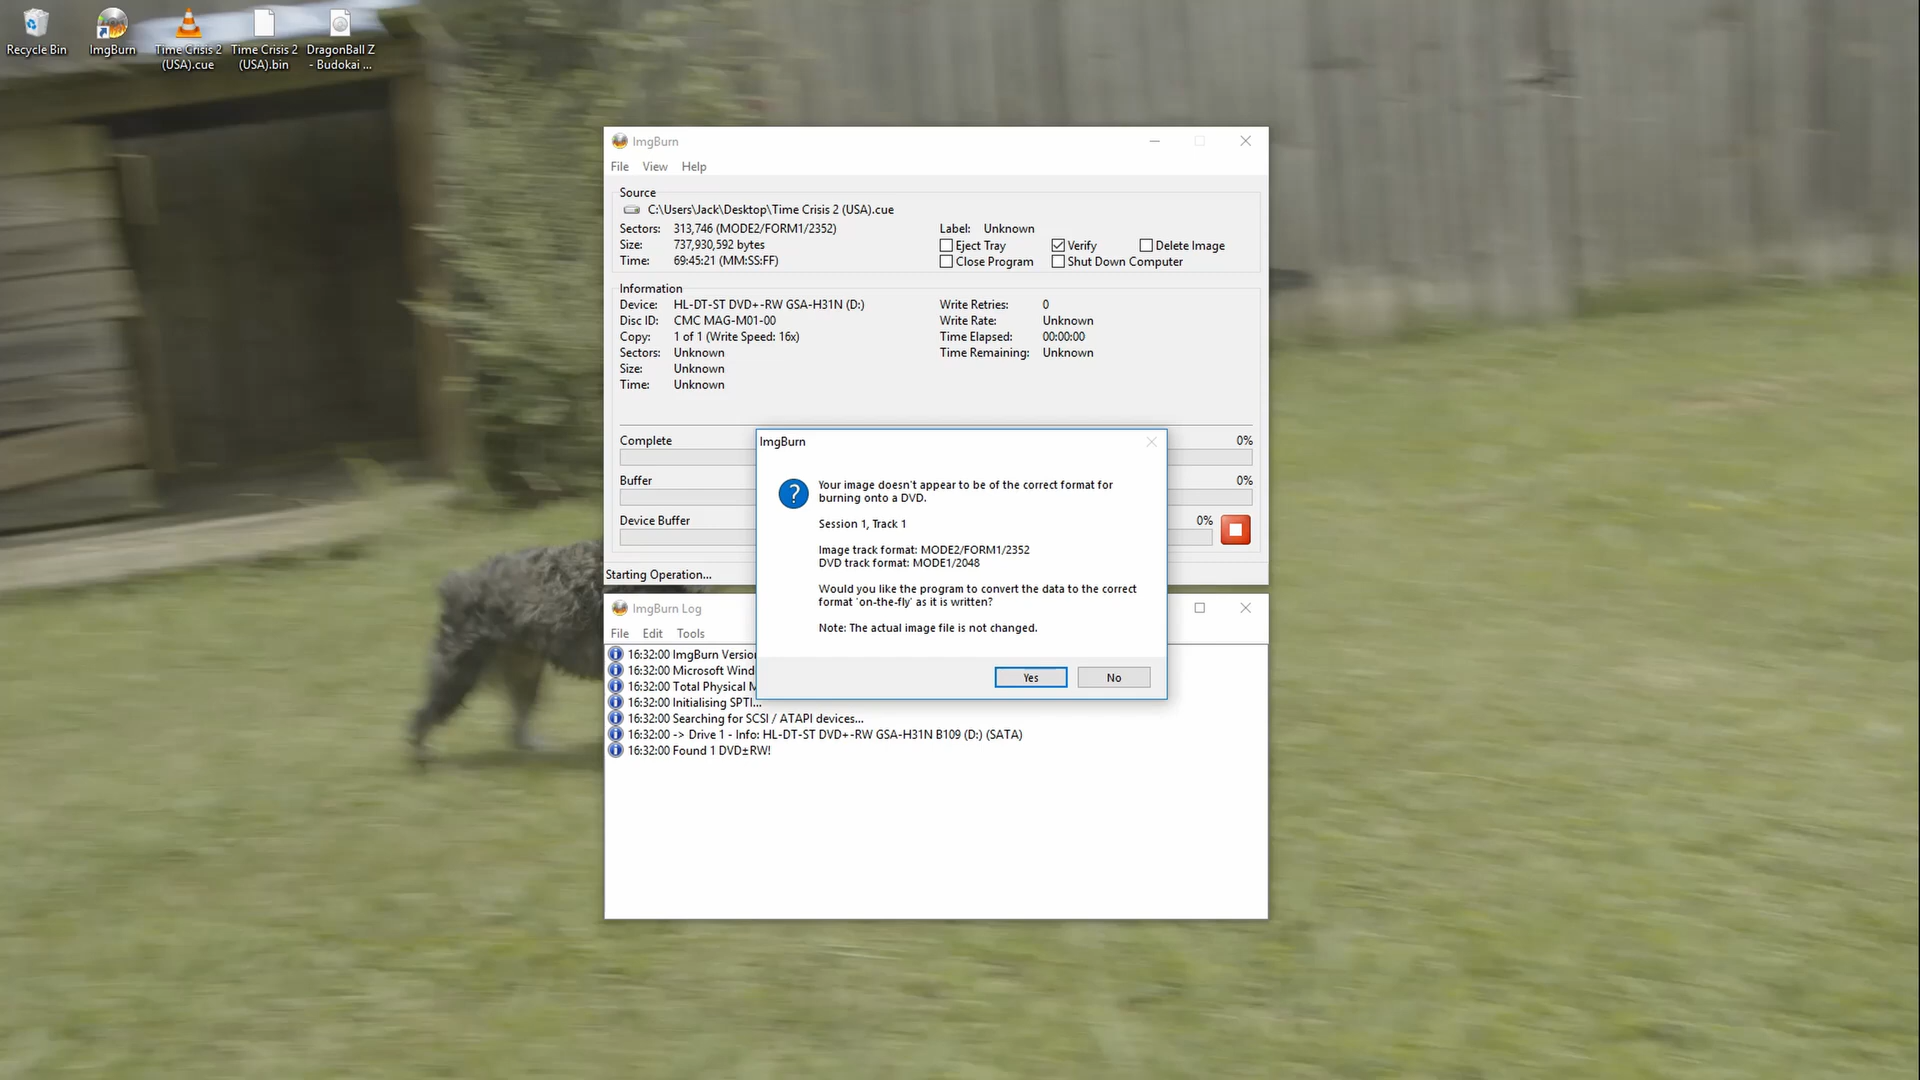 Recycle Bin
ImgBurn
Time Crisis 2
(USA).cue
Time Crisis 2
(USA).bin
DragonBall Z
- Budokai ...
ImgBurn
File View Help
Source
C:\Users\Jack\Desktop\Time Crisis 2 (USA).cue
Sectors: 313,746 (MODE2/FORM1/2352) Label: Unknown
Size: 737,930,592 bytes Eject Tray Verify Delete Image
Time: 69:45:21 (MM:SS:FF) Close Program Shut Down Computer
Information
Device: HL-DT-ST DVD+-RW GSA-H31N (D:) Write Retries: 0
Disc ID: CMC MAG-M01-00 Write Rate: Unknown
Copy: 1 of 1 (Write Speed: 16x) Time Elapsed: 00:00:00
Sectors: Unknown Time Remaining: Unknown
Size: Unknown
Time: Unknown
Complete 0%
Buffer 0%
Device Buffer 0%
Starting Operation...
ImgBurn
Your image doesn't appear to be of the correct format for
burning onto a DVD.
Session 1, Track 1
Image track format: MODE2/FORM1/2352
DVD track format: MODE1/2048
Would you like the program to convert the data to the correct
format 'on-the-fly' as it is written?
Note: The actual image file is not changed.
Yes No
ImgBurn Log
File Edit Tools
16:32:00 ImgBurn Version
16:32:00 Microsoft Wind
16:32:00 Total Physical M
16:32:00 Initialising SPTI...
16:32:00 Searching for SCSI / ATAPI devices...
16:32:00 -> Drive 1 - Info: HL-DT-ST DVD+-RW GSA-H31N B109 (D:) (SATA)
16:32:00 Found 1 DVD±RW!